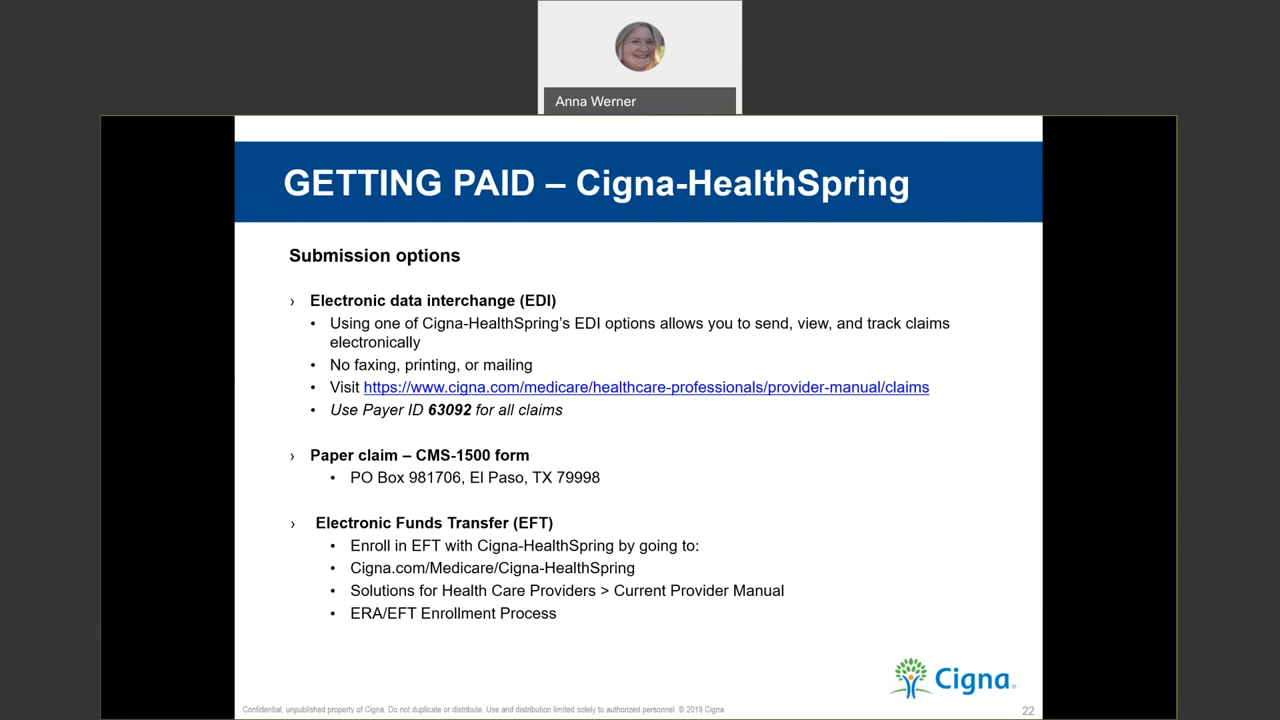 Anna Werner
GETTING PAID – Cigna-HealthSpring
Submission options
› Electronic data interchange (EDI)
• Using one of Cigna-HealthSpring’s EDI options allows you to send, view, and track claims
electronically
• No faxing, printing, or mailing
• Visit https://www.cigna.com/medicare/healthcare-professionals/provider-manual/claims
• Use Payer ID 63092 for all claims
› Paper claim – CMS-1500 form
• PO Box 981706, El Paso, TX 79998
› Electronic Funds Transfer (EFT)
• Enroll in EFT with Cigna-HealthSpring by going to:
• Cigna.com/Medicare/Cigna-HealthSpring
• Solutions for Health Care Providers > Current Provider Manual
• ERA/EFT Enrollment Process
Cigna®
Confidential, unpublished property of Cigna. Do not duplicate or distribute. Use and distribution limited solely to authorized personnel. © 2019 Cigna
22